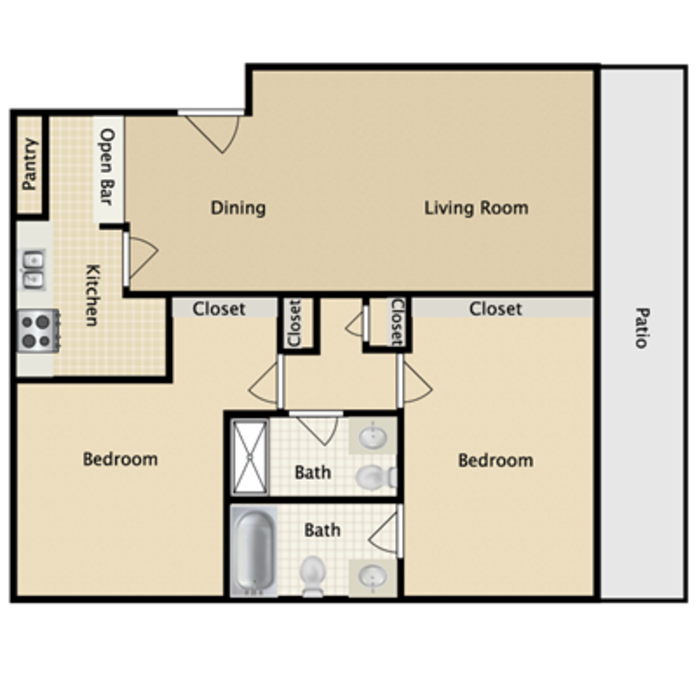 Pantry
Open Bar
Dining
Living Room
Kitchen
Closet
Closet
Closet
Closet
Patio
Bedroom
Bath
Bedroom
Bath